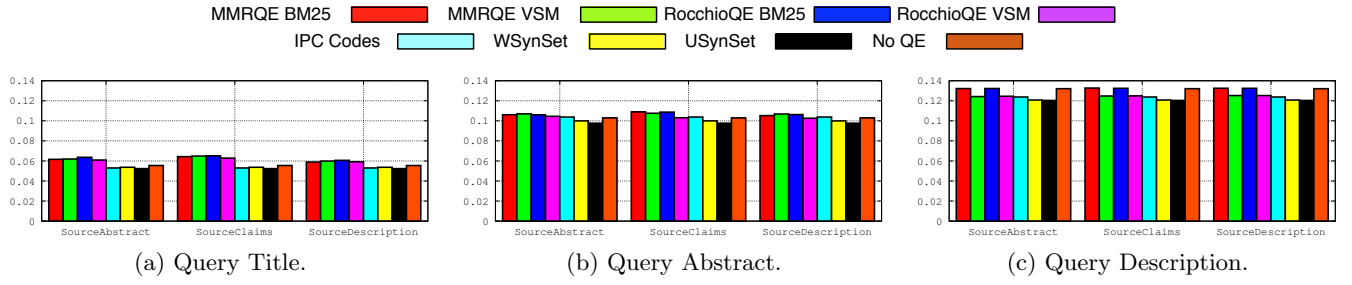 MMRQE BM25 MMRQE VSM RocchioQE BM25 RocchioQE VSM
IPC Codes WSynSet USynSet No QE
0.14 0.14 0.14
0.12 0.12 0.12
0.1 0.1 0.1
0.08 0.08 0.08
0.06 0.06 0.06
0.04 0.04 0.04
0.02 0.02 0.02
0 0 0
SourceAbstract SourceClaims SourceDescription SourceAbstract SourceClaims SourceDescription SourceAbstract SourceClaims SourceDescription
(a) Query Title. (b) Query Abstract. (c) Query Description.